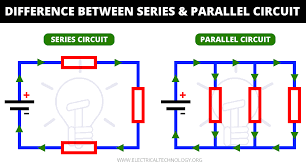 DIFFERENCE BETWEEN SERIES & PARALLEL CIRCUIT
SERIES CIRCUIT
PARALLEL CIRCUIT
+
+
WWW.ELECTRICALTECHNOLOGY.ORG